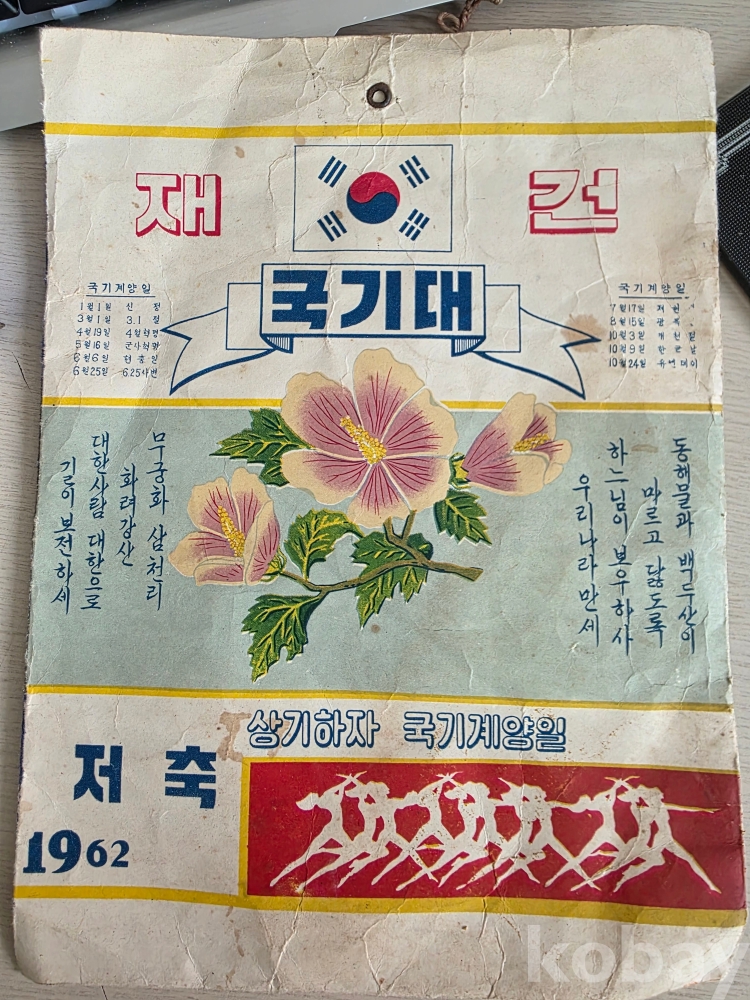 재 건
국기대
국기계양일
1월1일 신정
3월1일 3.1절
4월19일 4월혁명
5월16일 군사혁명
6월6일 현충일
6월25일 6.25사변
국기계양일
7월17일 제헌
8월15일 광복
10월3일 개천절
10월9일 한글날
10월24일 유엔데이
동해물과 백두산이
마르고 닳도록
하느님이 보우하사
우리나라만세
무궁화 삼천리
화려강산
대한사람 대한으로
길이 보전하세
상기하자 국기계양일
저축
1962
kobay